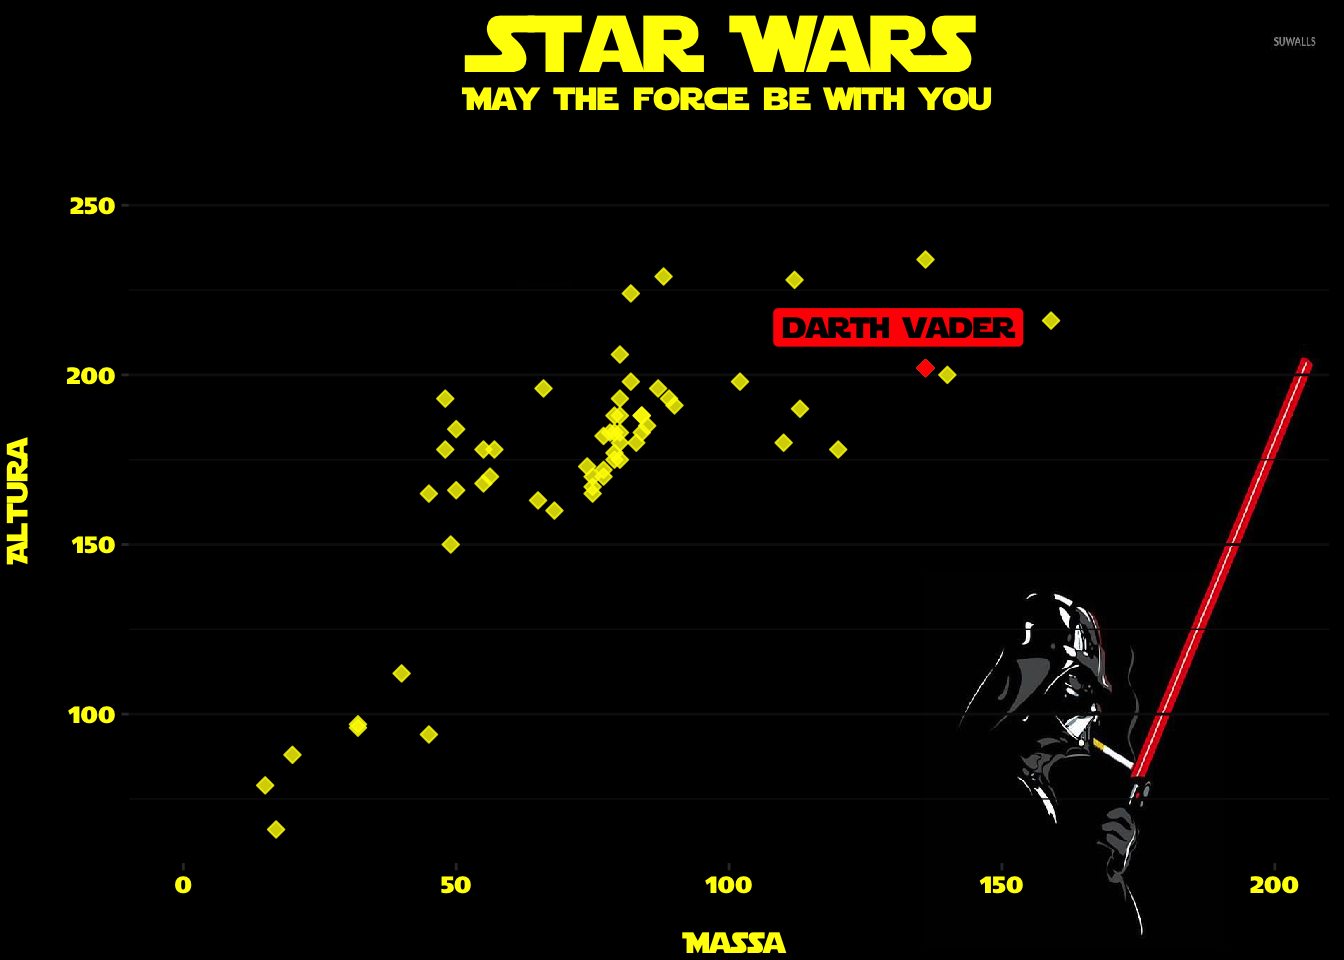 STAR WARS
SUWALLS
MAY THE FORCE BE WITH YOU
250
DARTH VADER
200
ALTURA
150
100
0 50 100 150 200
MASSA